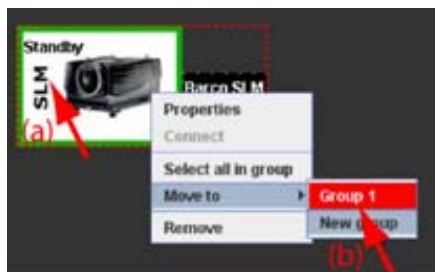 Standby
SLM
Barco SLM
(a)
Properties
Connect
Select all in group
Move to
Group 1
Remove
New group
(b)